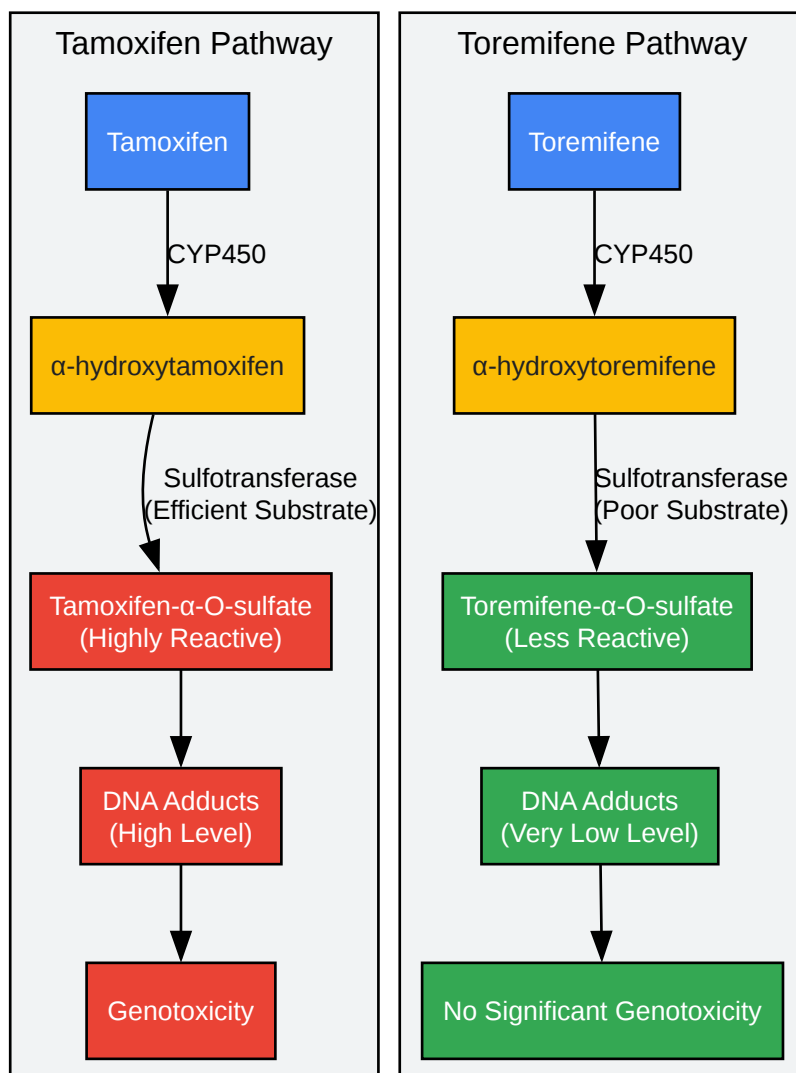 Tamoxifen Pathway
Tamoxifen
CYP450
α-hydroxytamoxifen
Sulfotransferase
(Efficient Substrate)
Tamoxifen-α-O-sulfate
(Highly Reactive)
DNA Adducts
(High Level)
Genotoxicity
Toremifene Pathway
Toremifene
CYP450
α-hydroxytoremifene
Sulfotransferase
(Poor Substrate)
Toremifene-α-O-sulfate
(Less Reactive)
DNA Adducts
(Very Low Level)
No Significant Genotoxicity